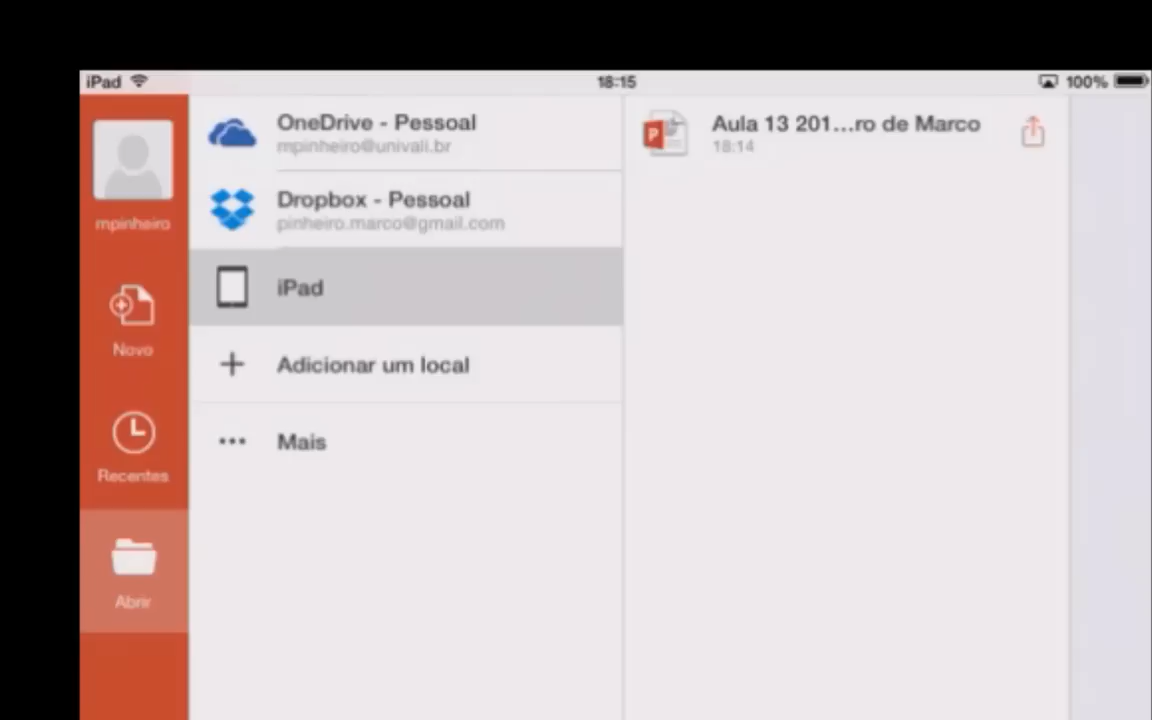 iPad
18:15
100%
mpinheiro
Novo
Recentes
Abrir
OneDrive - Pessoal
mpinheiro@univali.br
Dropbox - Pessoal
pinheiro.marco@gmail.com
iPad
Adicionar um local
Mais
P
Aula 13 201...ro de Marco
18:14